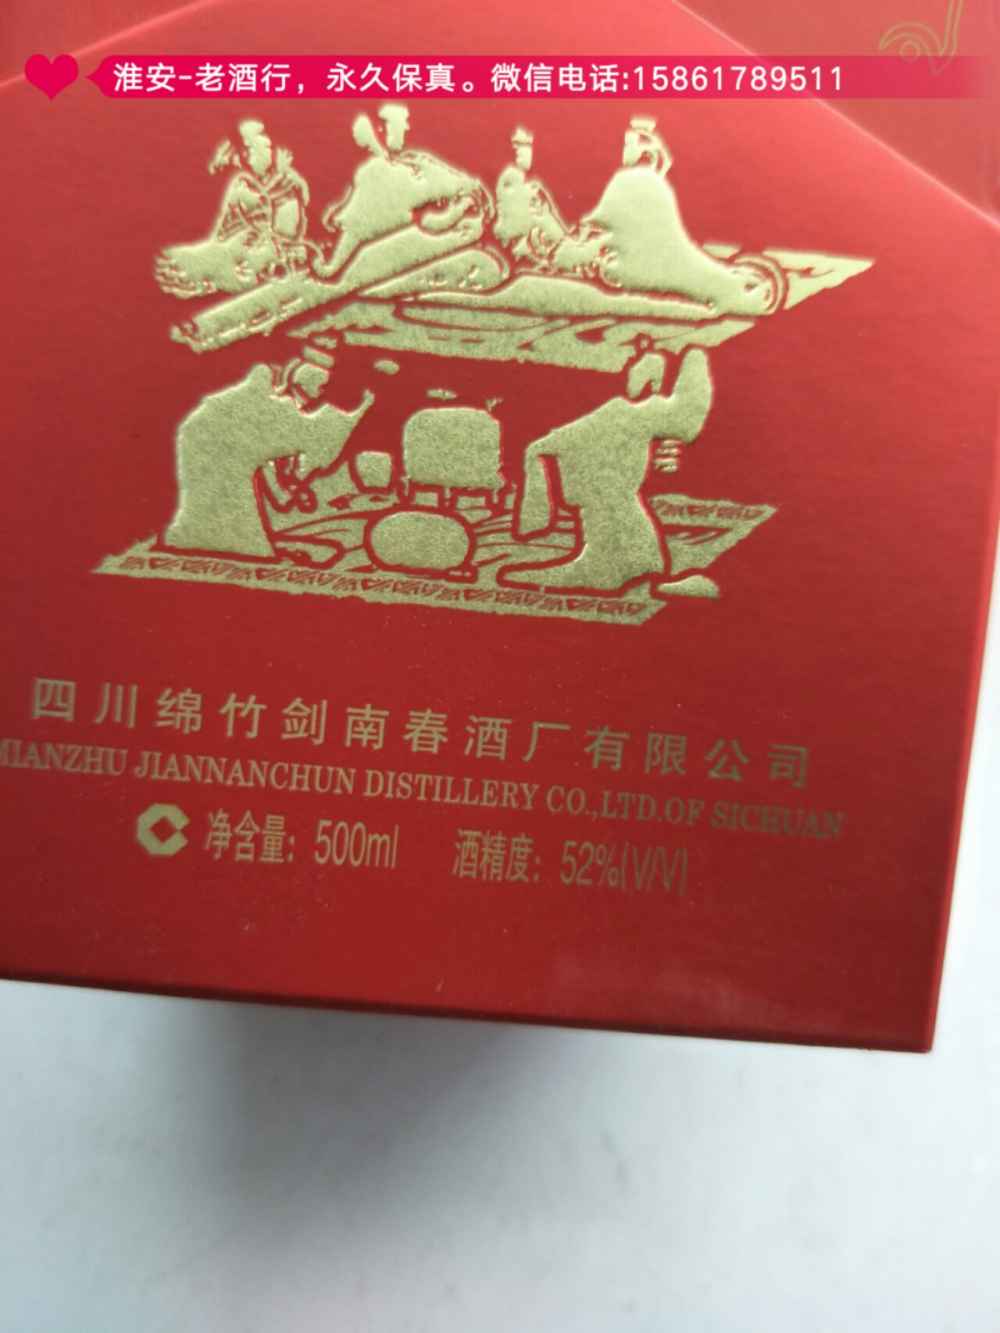 淮安-老酒行，永久保真。微信电话:15861789511
四川绵竹剑南春酒厂有限公司
MIANZHU JIANNANCHUN DISTILLERY CO.,LTD.OF SICHUAN
净含量: 500ml 酒精度: 52%(V/V)